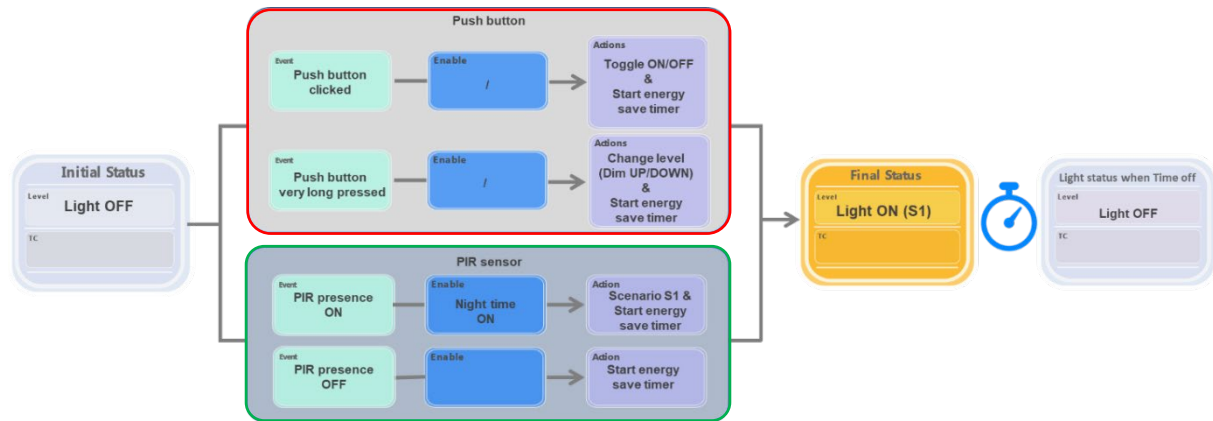 Push button
Event
Push button
clicked
Enable
/
Actions
Toggle ON/OFF
&
Start energy
save timer
Event
Push button
very long pressed
Enable
/
Actions
Change level
(Dim UP/DOWN)
&
Start energy
save timer
Initial Status
Level
Light OFF
TC
PIR sensor
Event
PIR presence
ON
Enable
Night time
ON
Action
Scenario S1 &
Start energy
save timer
Event
PIR presence
OFF
Enable
Action
Start energy
save timer
Final Status
Level
Light ON (S1)
TC
Light status when Time off
Level
Light OFF
TC